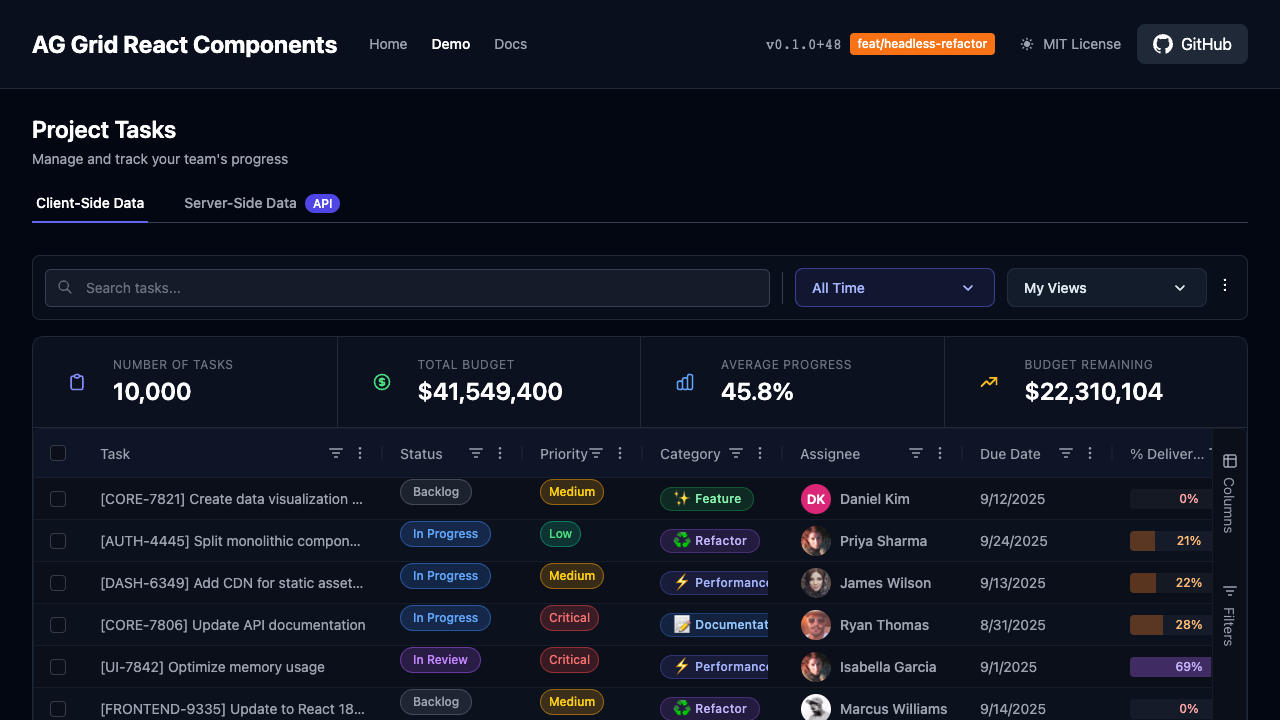 AG Grid React Components Home Demo Docs v0.1.0+48 feat/headless-refactor MIT License GitHub
Project Tasks
Manage and track your team's progress
Client-Side Data Server-Side Data API
Search tasks... All Time My Views
NUMBER OF TASKS TOTAL BUDGET AVERAGE PROGRESS BUDGET REMAINING
10,000 $41,549,400 45.8% $22,310,104
Task Status Priority Category Assignee Due Date % Deliver...
[CORE-7821] Create data visualization ... Backlog Medium ✨ Feature DK Daniel Kim 9/12/2025 0%
[AUTH-4445] Split monolithic compon... In Progress Low ♻️ Refactor Priya Sharma 9/24/2025 21%
[DASH-6349] Add CDN for static asset... In Progress Medium ⚡ Performance James Wilson 9/13/2025 22%
[CORE-7806] Update API documentation In Progress Critical 📝 Documentat Ryan Thomas 8/31/2025 28%
[UI-7842] Optimize memory usage In Review Critical ⚡ Performance Isabella Garcia 9/1/2025 69%
[FRONTEND-9335] Update to React 18... Backlog Medium ♻️ Refactor Marcus Williams 9/14/2025 0%
Columns
Filters